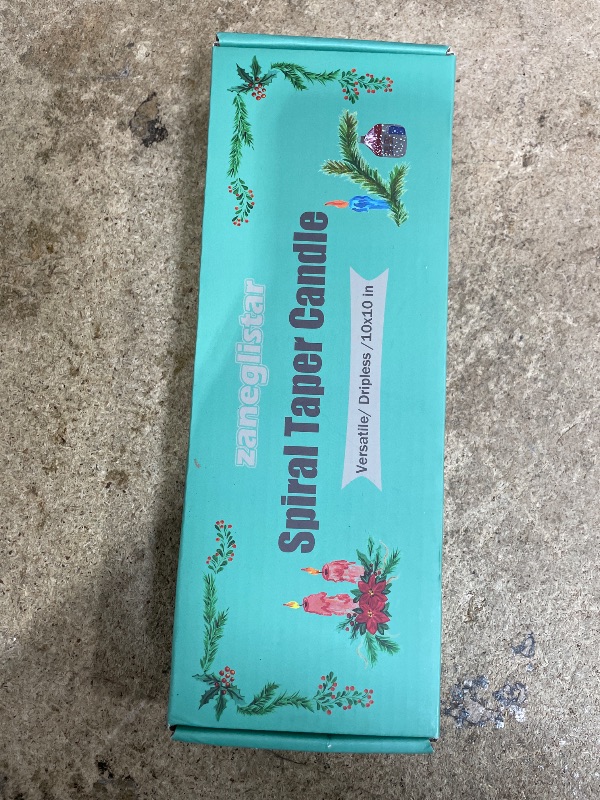 zaneglistar
Spiral Taper Candle
Versatile/ Dripless /10x10 in